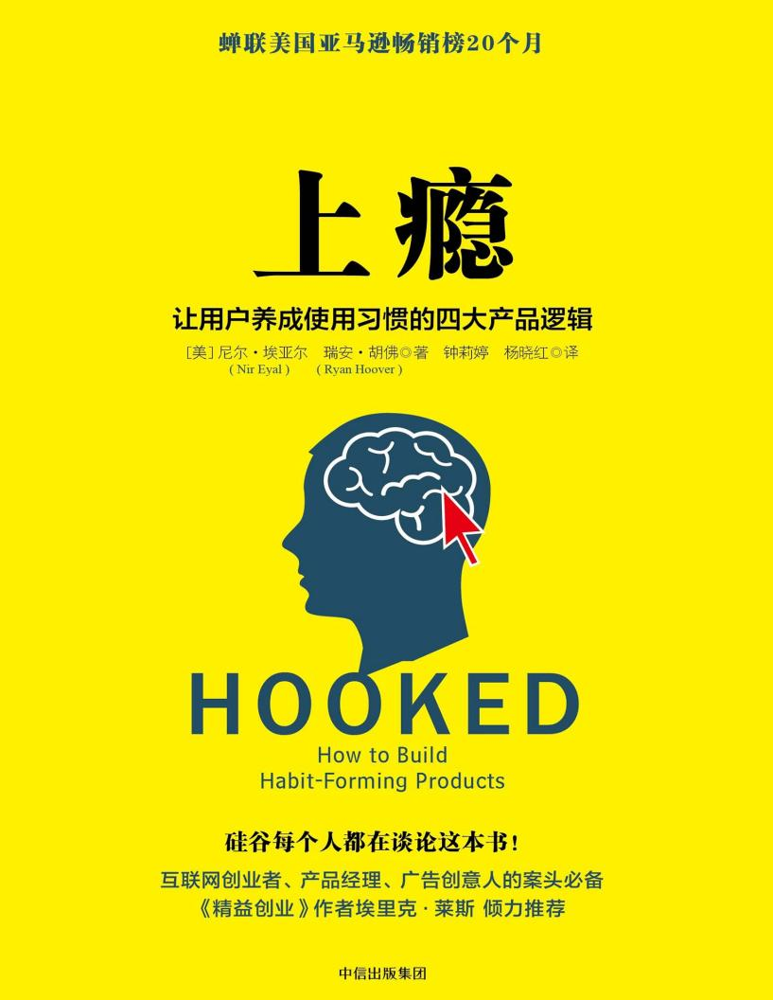 蝉联美国亚马逊畅销榜20个月
上瘾
让用户养成使用习惯的四大产品逻辑
[美]尼尔·埃亚尔 瑞安·胡佛◎著 钟莉婷 杨晓红◎译
( Nir Eyal ) ( Ryan Hoover )
HOOKED
How to Build
Habit-Forming Products
硅谷每个人都在谈论这本书!
互联网创业者、产品经理、广告创意人的案头必备
《精益创业》作者埃里克·莱斯 倾力推荐
中信出版集团